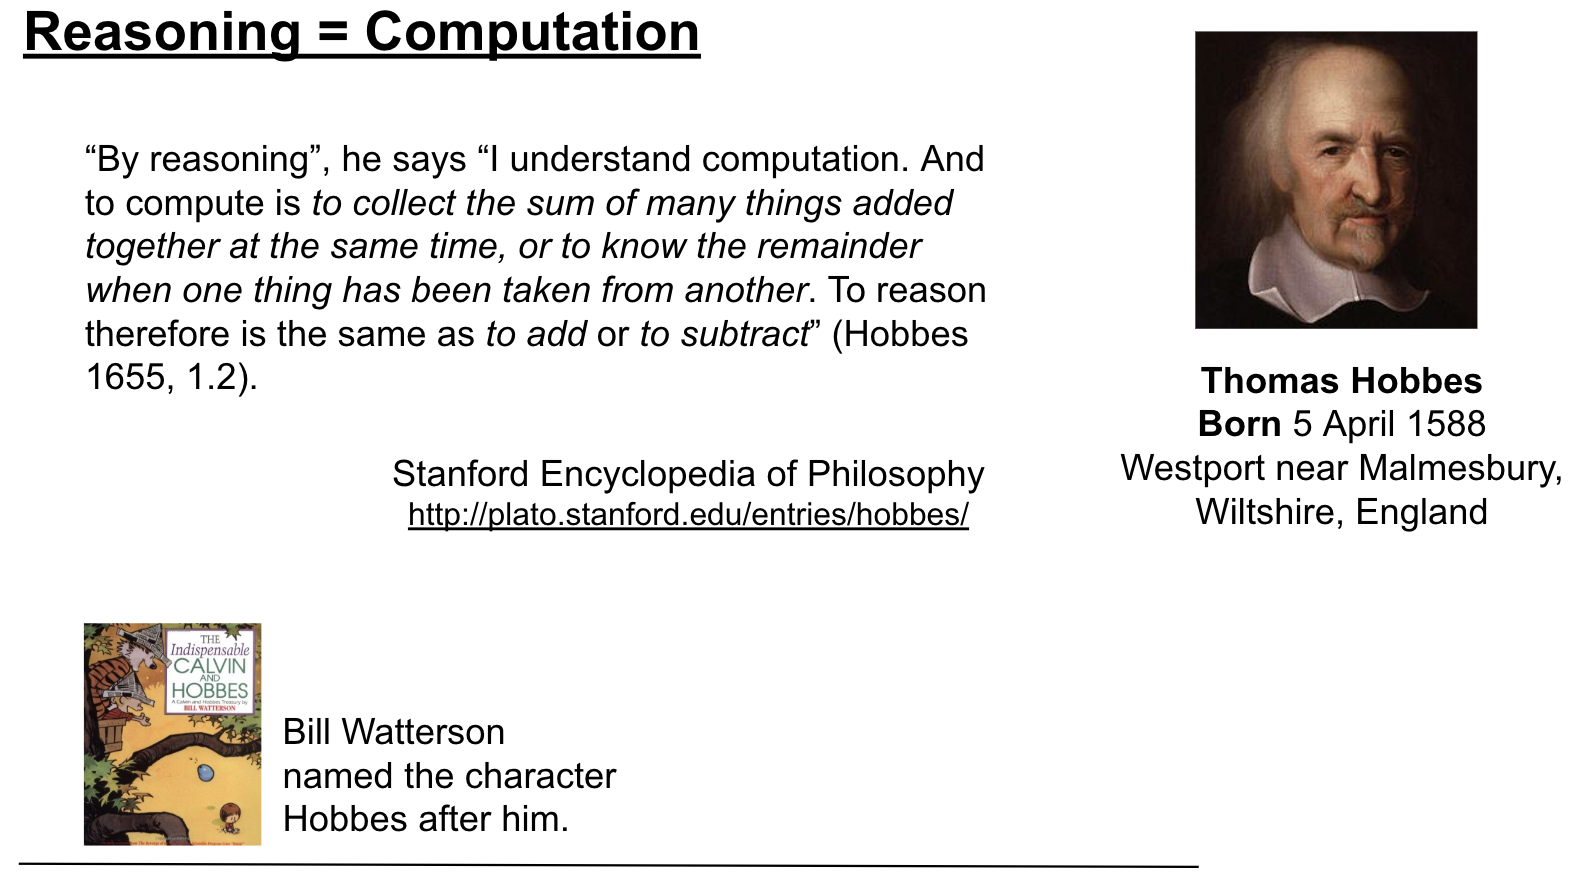 Reasoning = Computation
“By reasoning”, he says “I understand computation. And
to compute is to collect the sum of many things added
together at the same time, or to know the remainder
when one thing has been taken from another. To reason
therefore is the same as to add or to subtract” (Hobbes
1655, 1.2).
Stanford Encyclopedia of Philosophy
http://plato.stanford.edu/entries/hobbes/
Thomas Hobbes
Born 5 April 1588
Westport near Malmesbury,
Wiltshire, England
THE
Indispensable
CALVIN
AND
HOBBES
A Calvin and Hobbes Treasury by
BILL WATTERSON
Bill Watterson
named the character
Hobbes after him.